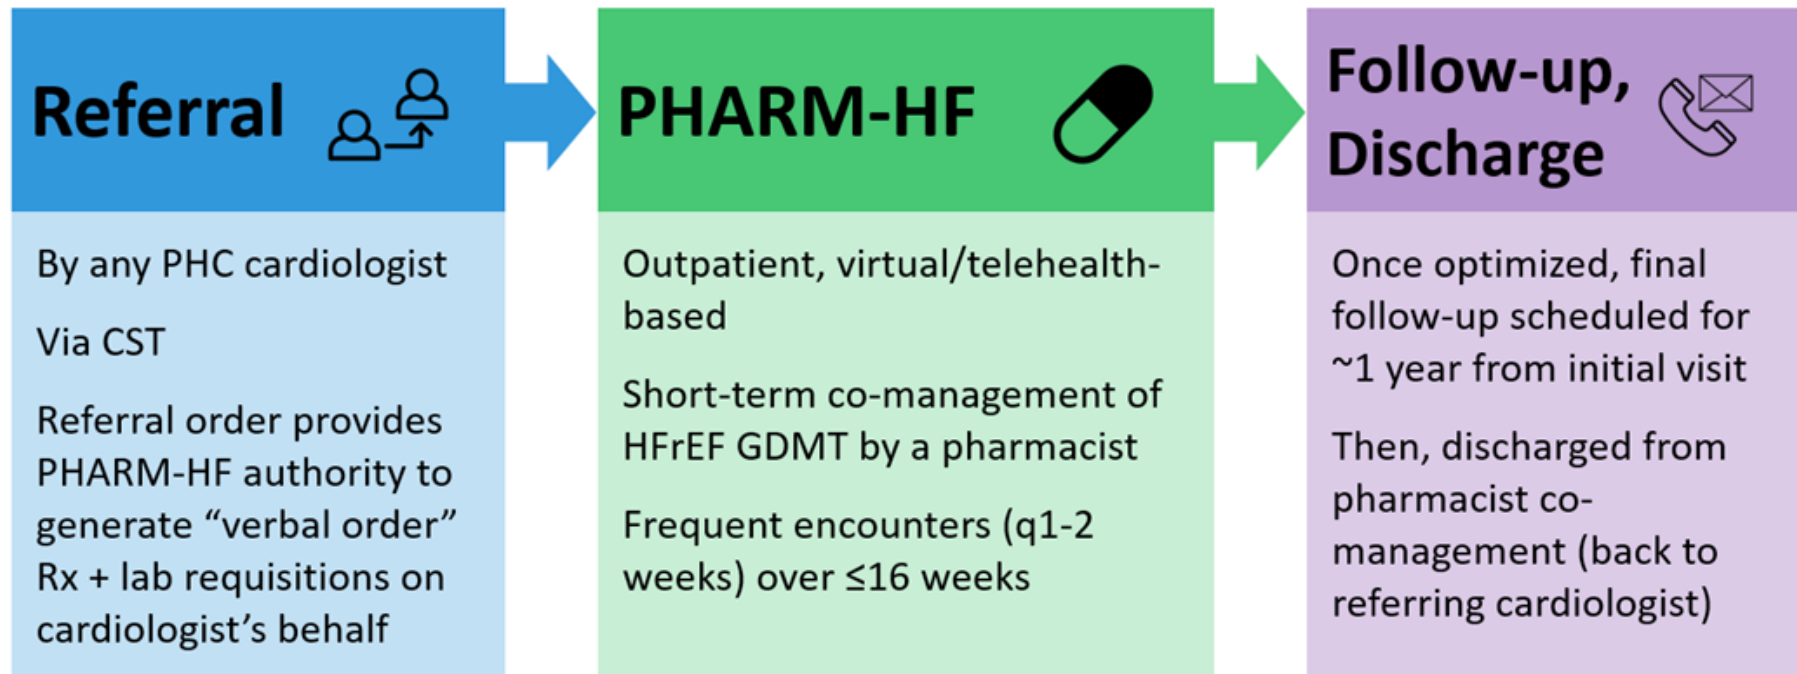 Referral
By any PHC cardiologist
Via CST
Referral order provides
PHARM-HF authority to
generate “verbal order”
Rx + lab requisitions on
cardiologist’s behalf
PHARM-HF
Outpatient, virtual/telehealth-
based
Short-term co-management of
HFrEF GDMT by a pharmacist
Frequent encounters (q1-2
weeks) over ≤16 weeks
Follow-up,
Discharge
Once optimized, final
follow-up scheduled for
~1 year from initial visit
Then, discharged from
pharmacist co-
management (back to
referring cardiologist)